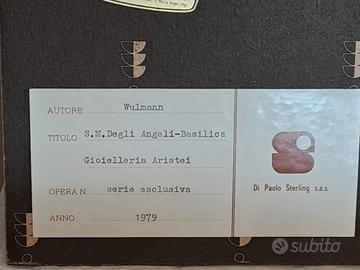 AUTORE Wulmann
TITOLO S.M.Degli Angeli-Basilica
Gioielleria Aristei
OPERA N. serie esclusiva
ANNO 1979
Di Paolo Sterling s.a.s.
subito